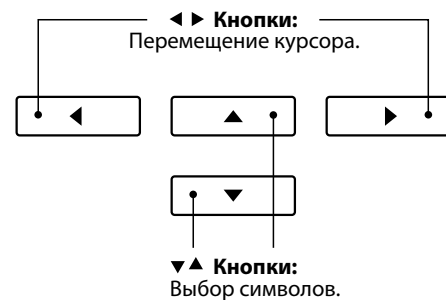 ◀ ▶ Кнопки:
Перемещение курсора.
▼▲ Кнопки:
Выбор символов.